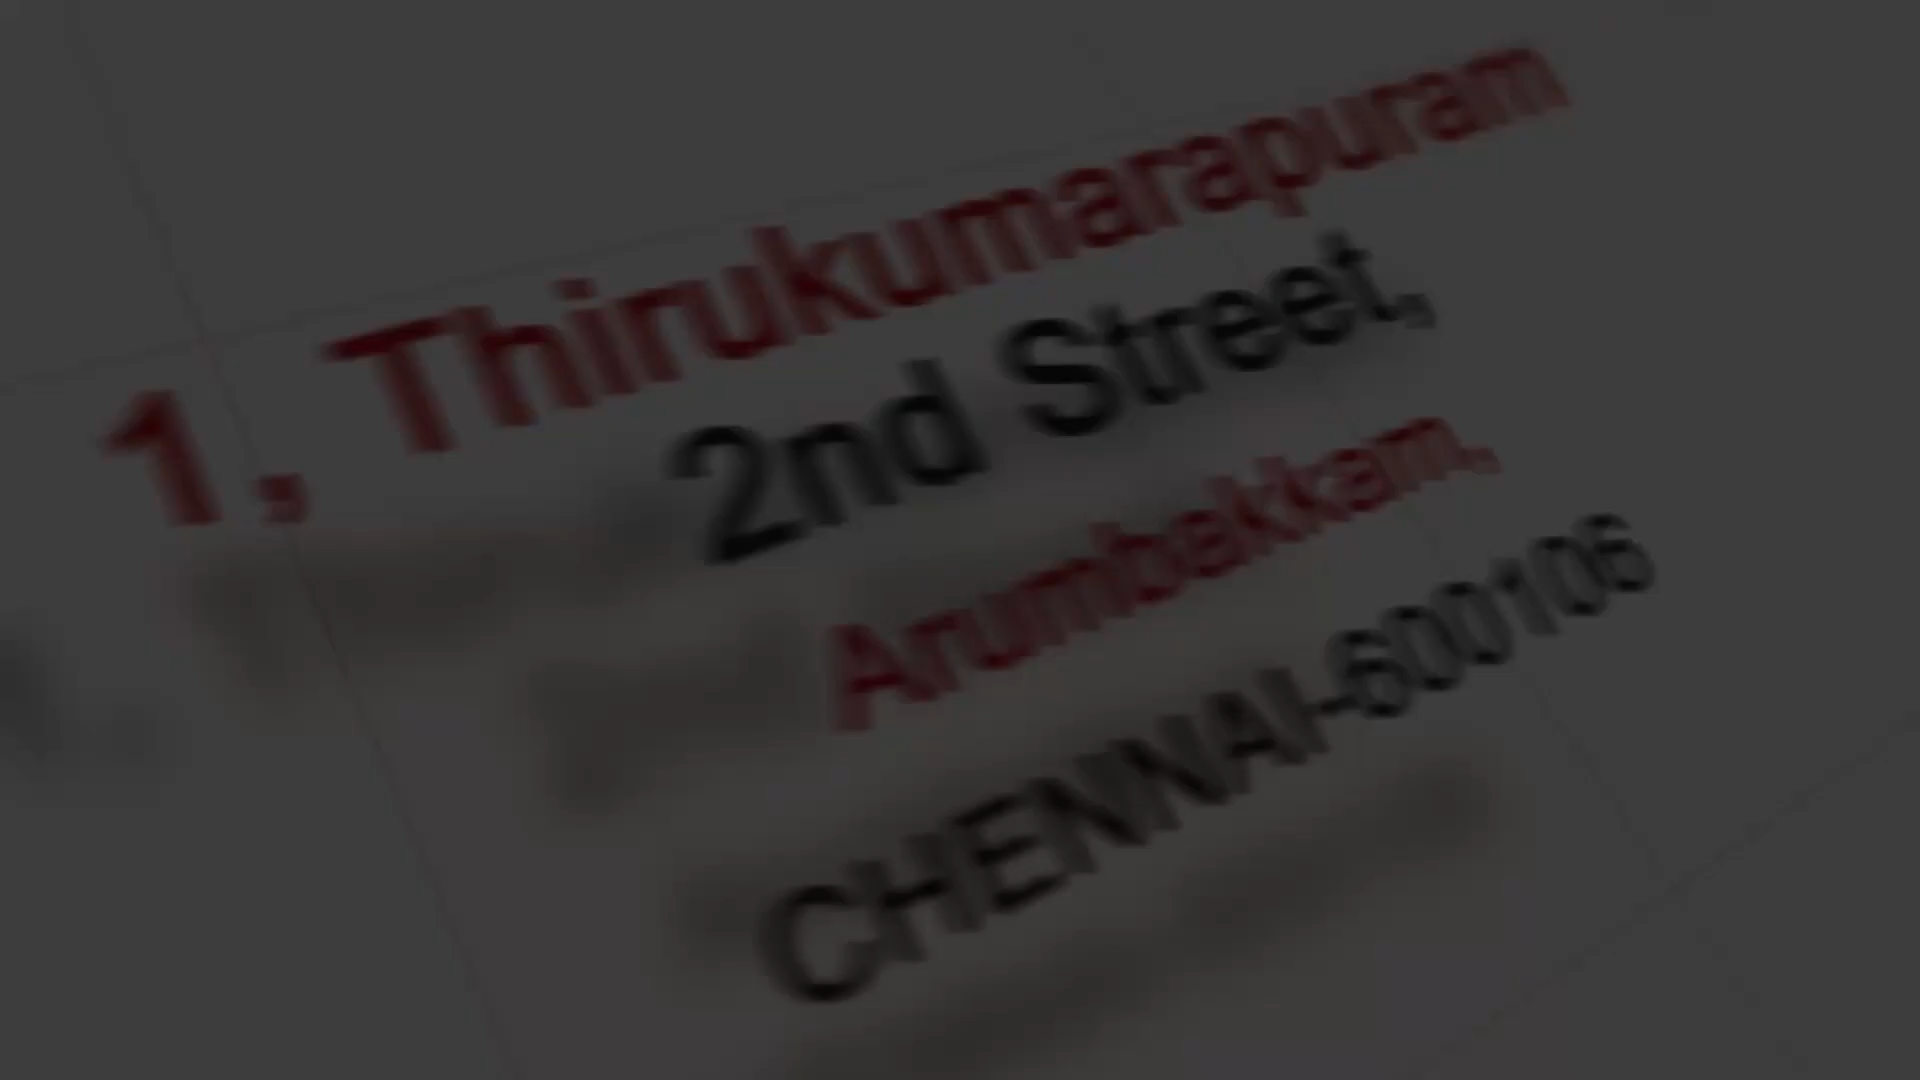 1, Thirukumarapuram
2nd Street,
Arumbakkam,
CHENNAI-600106